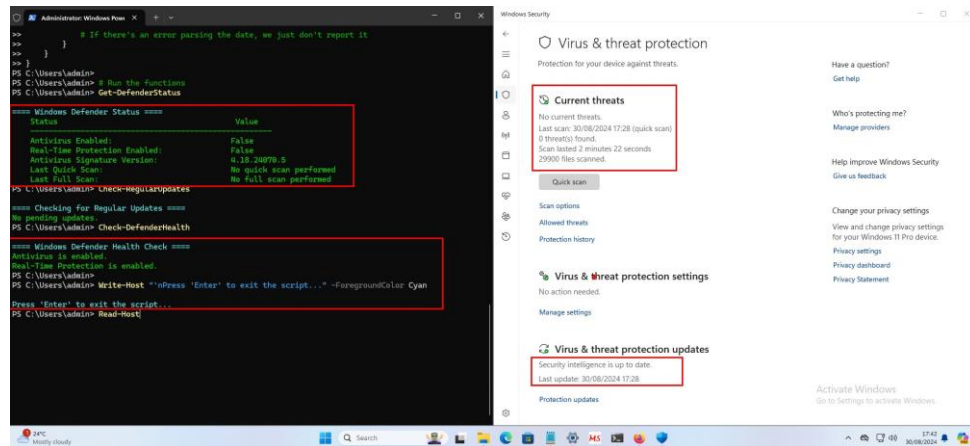 Administrator: Windows Powe
>> # If there's an error parsing the date, we just don't report it
>> }
>> }
>> }
PS C:\Users\admin>
PS C:\Users\admin> # Run the functions
PS C:\Users\admin> Get-DefenderStatus
==== Windows Defender Status ====
Status Value
Antivirus Enabled: False
Real-Time Protection Enabled: False
Antivirus Signature Version: 4.18.24070.5
Last Quick Scan: No quick scan performed
Last Full Scan: No full scan performed
PS C:\Users\admin> Check-RegularUpdates
==== Checking for Regular Updates ====
No pending updates.
PS C:\Users\admin> Check-DefenderHealth
==== Windows Defender Health Check ====
Antivirus is enabled.
Real-Time Protection is enabled.
PS C:\Users\admin>
PS C:\Users\admin> Write-Host "`nPress 'Enter' to exit the script..." -ForegroundColor Cyan
Press 'Enter' to exit the script...
PS C:\Users\admin> Read-Host
Windows Security
Virus & threat protection
Protection for your device against threats.
Current threats
No current threats.
Last scan: 30/08/2024 17:28 (quick scan)
0 threat(s) found.
Scan lasted 2 minutes 22 seconds
29900 files scanned.
Quick scan
Scan options
Allowed threats
Protection history
Virus & threat protection settings
No action needed.
Manage settings
Virus & threat protection updates
Security intelligence is up to date.
Last update: 30/08/2024 17:28
Protection updates
Have a question?
Get help
Who's protecting me?
Manage providers
Help improve Windows Security
Give us feedback
Change your privacy settings
View and change privacy settings
for your Windows 11 Pro device.
Privacy settings
Privacy dashboard
Privacy Statement
Activate Windows
Go to Settings to activate Windows.
24°C
Mostly cloudy
Search
17:42
30/08/2024